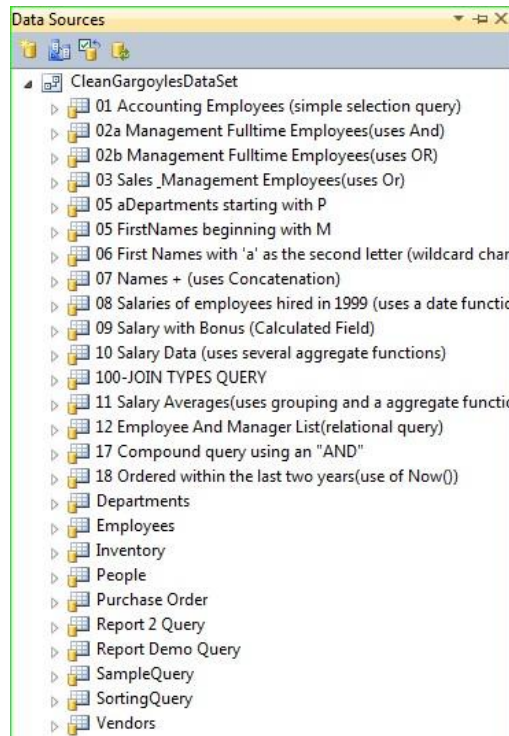 Data Sources
CleanGargoylesDataSet
01 Accounting Employees (simple selection query)
02a Management Fulltime Employees(uses And)
02b Management Fulltime Employees(uses OR)
03 Sales _Management Employees(uses Or)
05 aDepartments starting with P
05 FirstNames beginning with M
06 First Names with 'a' as the second letter (wildcard char
07 Names + (uses Concatenation)
08 Salaries of employees hired in 1999 (uses a date functio
09 Salary with Bonus (Calculated Field)
10 Salary Data (uses several aggregate functions)
100-JOIN TYPES QUERY
11 Salary Averages(uses grouping and a aggregate functio
12 Employee And Manager List(relational query)
17 Compound query using an "AND"
18 Ordered within the last two years(use of Now())
Departments
Employees
Inventory
People
Purchase Order
Report 2 Query
Report Demo Query
SampleQuery
SortingQuery
Vendors